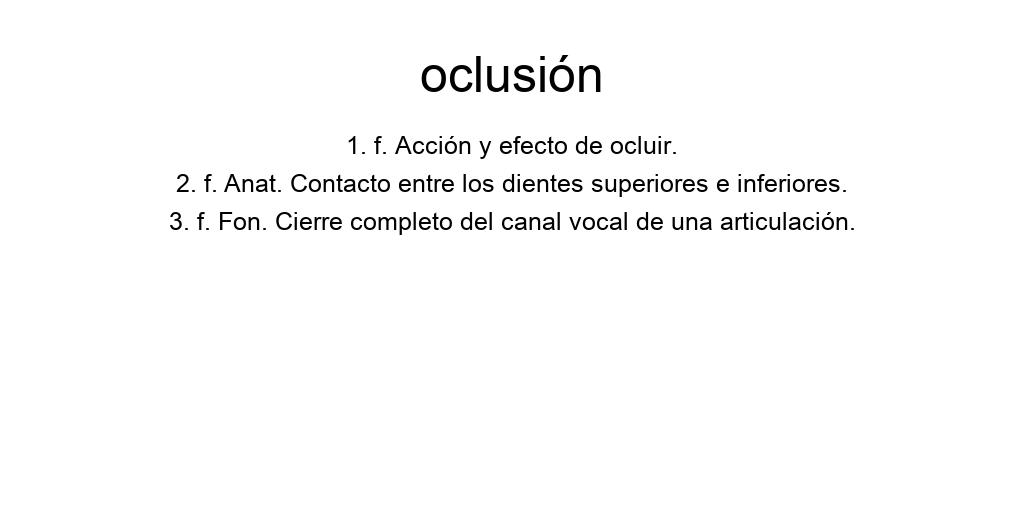 oclusión
1. f. Acción y efecto de ocluir.
2. f. Anat. Contacto entre los dientes superiores e inferiores.
3. f. Fon. Cierre completo del canal vocal de una articulación.